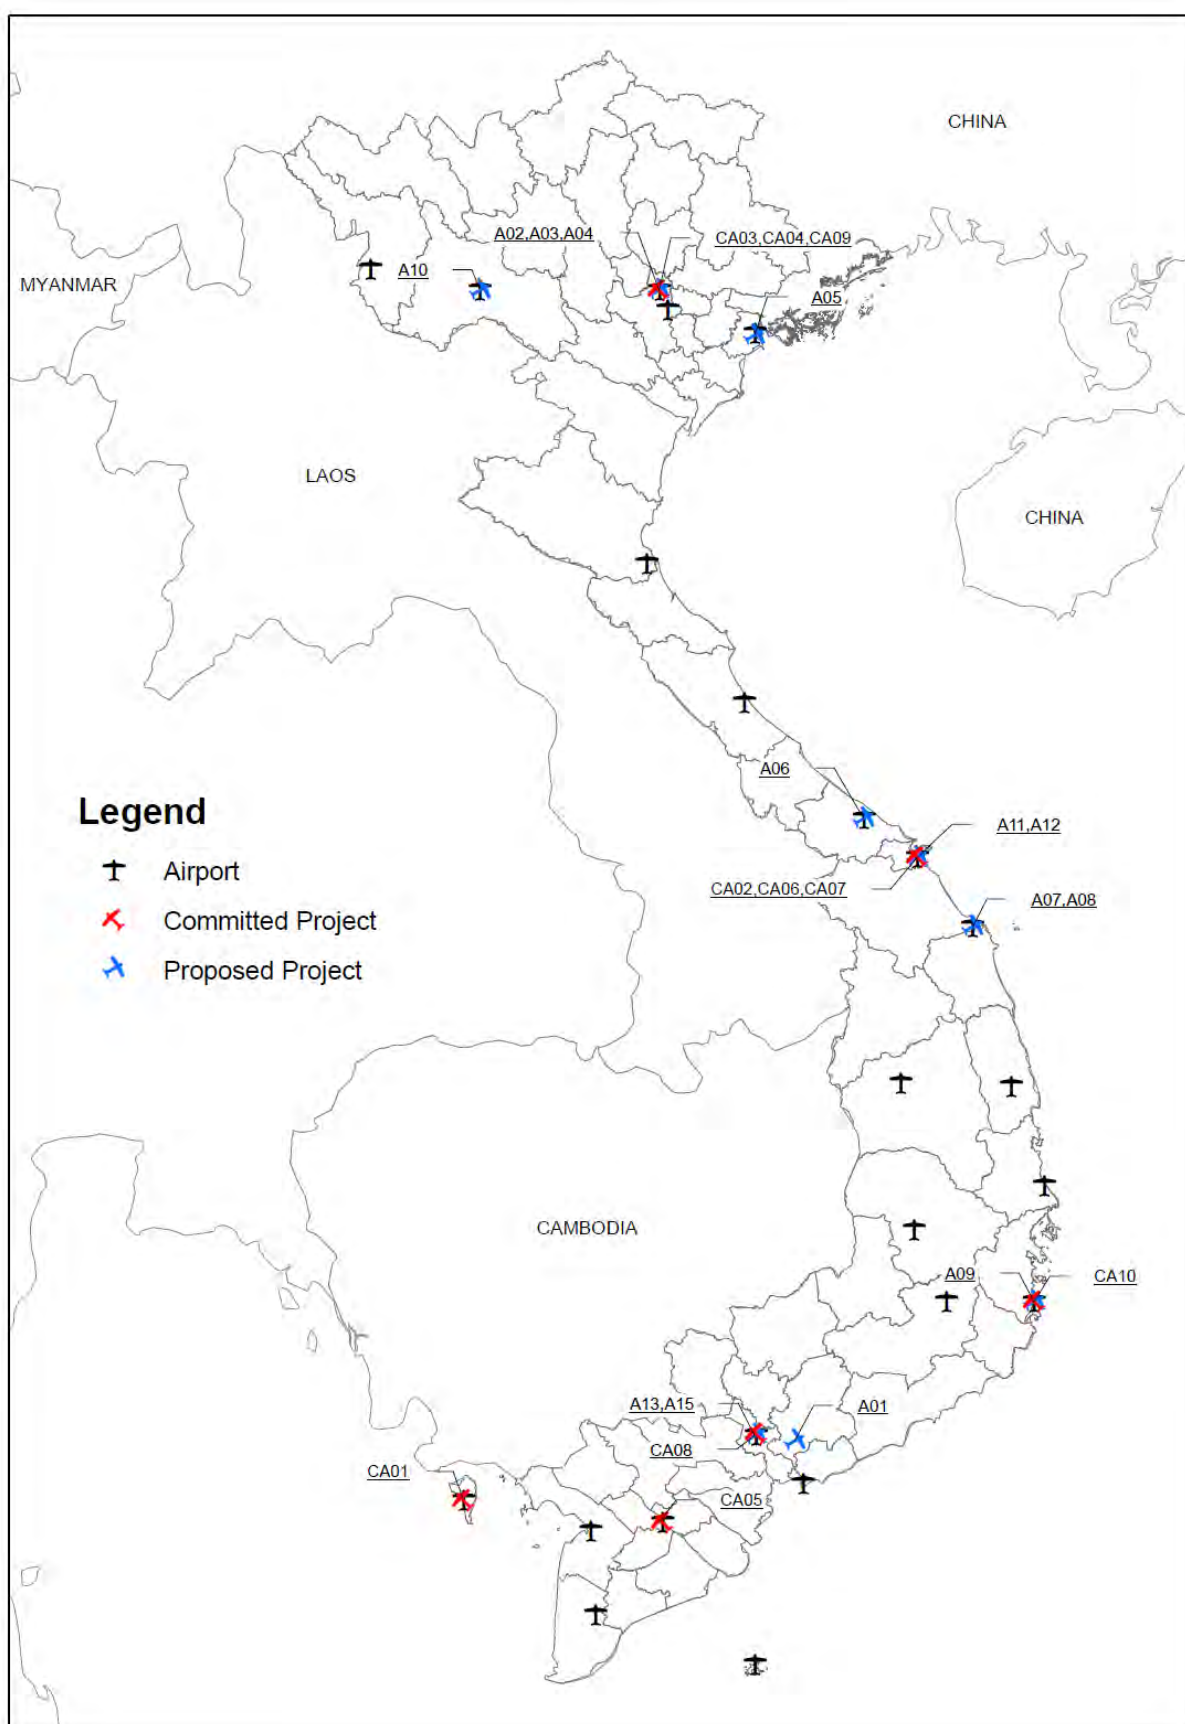 CHINA
A02,A03,A04
CA03,CA04,CA09
MYANMAR
A10
A05
LAOS
CHINA
A06
Legend
A11,A12
Airport
CA02,CA06,CA07
A07,A08
Committed Project
Proposed Project
CAMBODIA
A09
CA10
A13,A15
A01
CA08
CA01
CA05